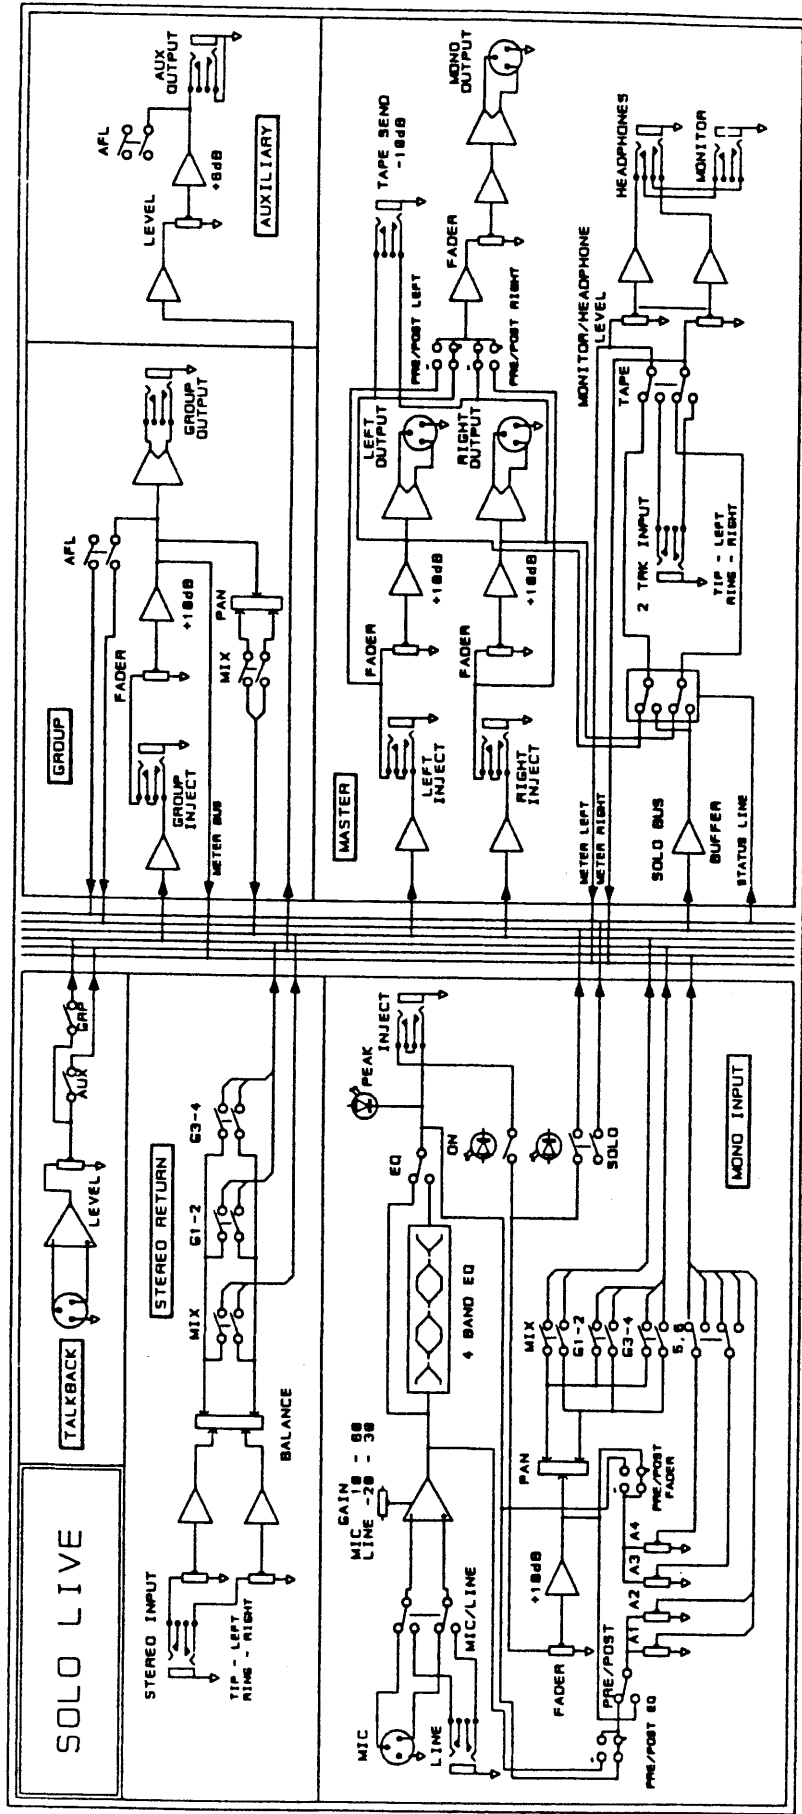 SOLO LIVE
TALKBACK
LEVEL
AUX
GRP
STEREO INPUT
TIP - LEFT
RING - RIGHT
BALANCE
STEREO RETURN
MIX
G1-2
G3-4
MIC
LINE
MIC/LINE
GAIN
MIC 10 - 60
LINE -20 - 30
4 BAND EQ
EQ
PEAK
INJECT
ON
SOLO
FADER
+10dB
PAN
MIX
G1-2
G3-4
5,6
PRE/POST
PRE/POST EQ
A1
A2
A3
A4
PRE/POST
FADER
MONO INPUT
GROUP
GROUP
INJECT
FADER
+10dB
AFL
GROUP
OUTPUT
METER BUS
MIX
PAN
AUXILIARY
LEVEL
+6dB
AFL
AUX
OUTPUT
MASTER
LEFT
INJECT
FADER
+10dB
LEFT
OUTPUT
RIGHT
INJECT
FADER
+10dB
RIGHT
OUTPUT
PRE/POST LEFT
PRE/POST RIGHT
FADER
TAPE SEND
-10dB
MONO
OUTPUT
METER LEFT
METER RIGHT
SOLO BUS
BUFFER
STATUS LINE
2 TRK INPUT
TIP - LEFT
RING - RIGHT
TAPE
MONITOR/HEADPHONE
LEVEL
HEADPHONES
MONITOR